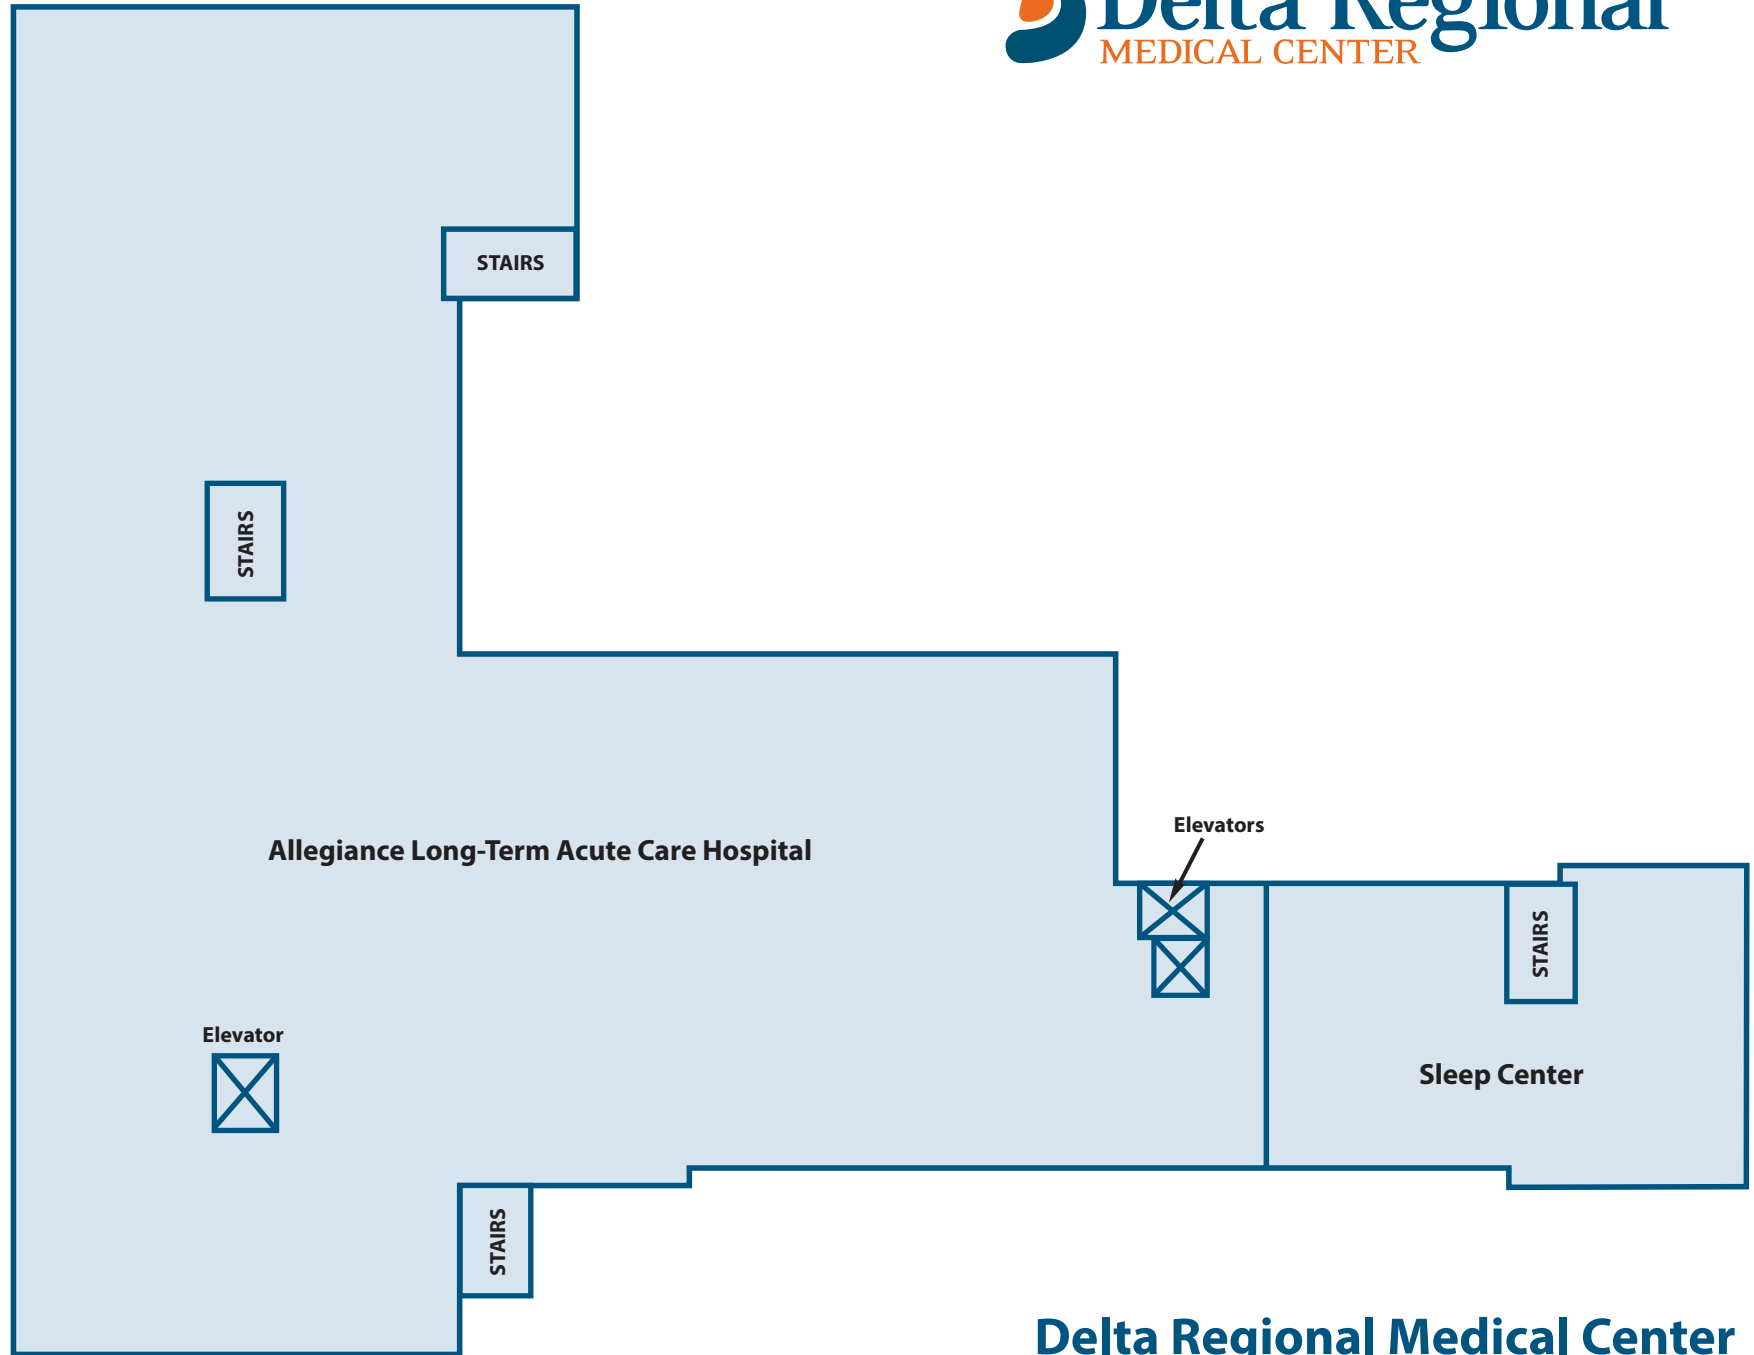 Delta Regional
MEDICAL CENTER
STAIRS
STAIRS
Elevators
Allegiance Long-Term Acute Care Hospital
STAIRS
Elevator
Sleep Center
STAIRS
Delta Regional Medical Center